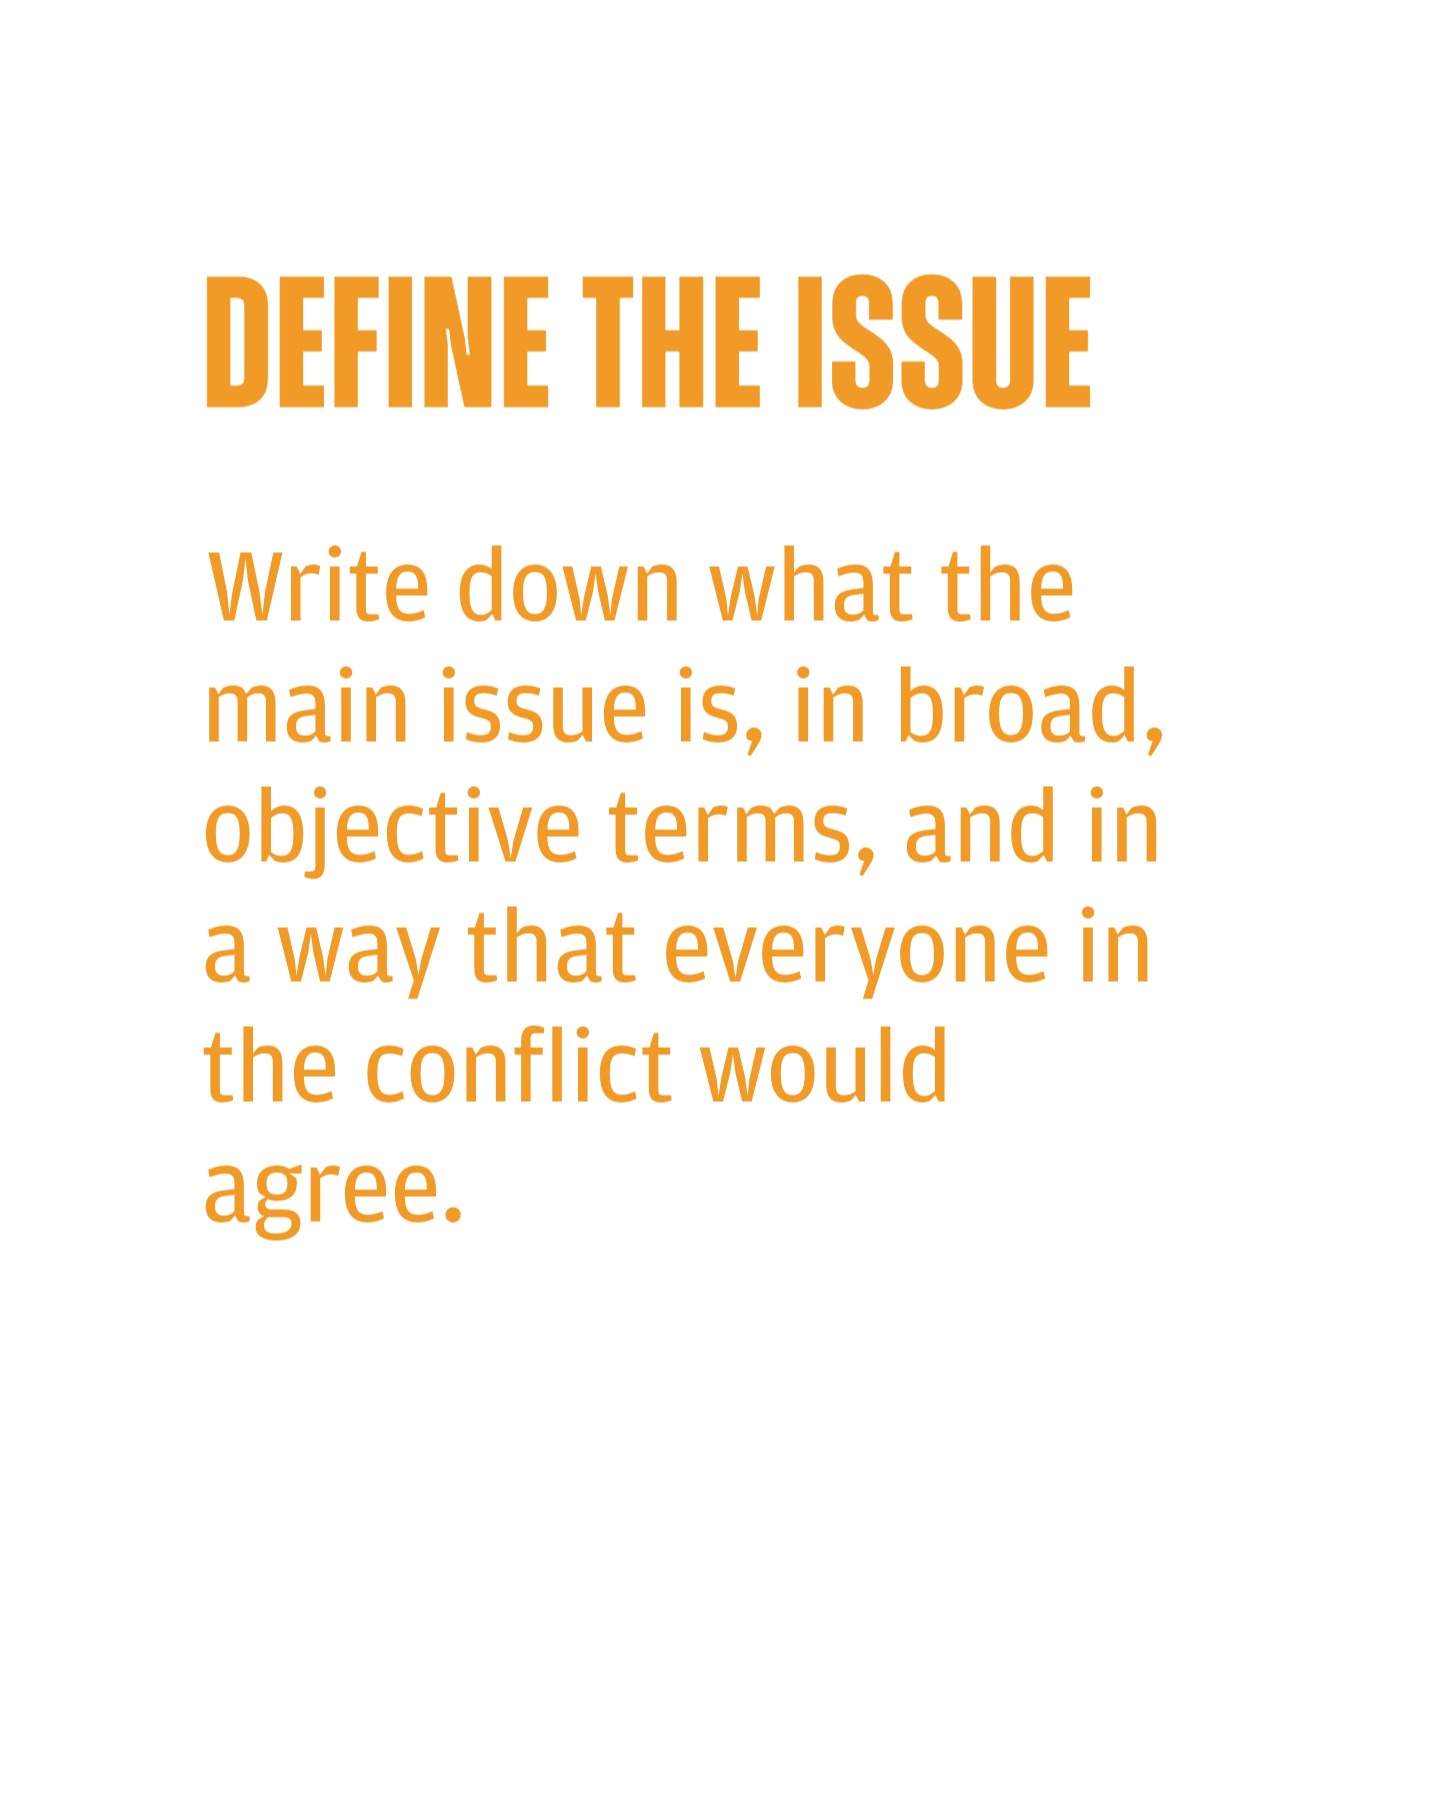 DEFINE THE ISSUE
Write down what the
main issue is, in broad,
objective terms, and in
a way that everyone in
the conflict would
agree.